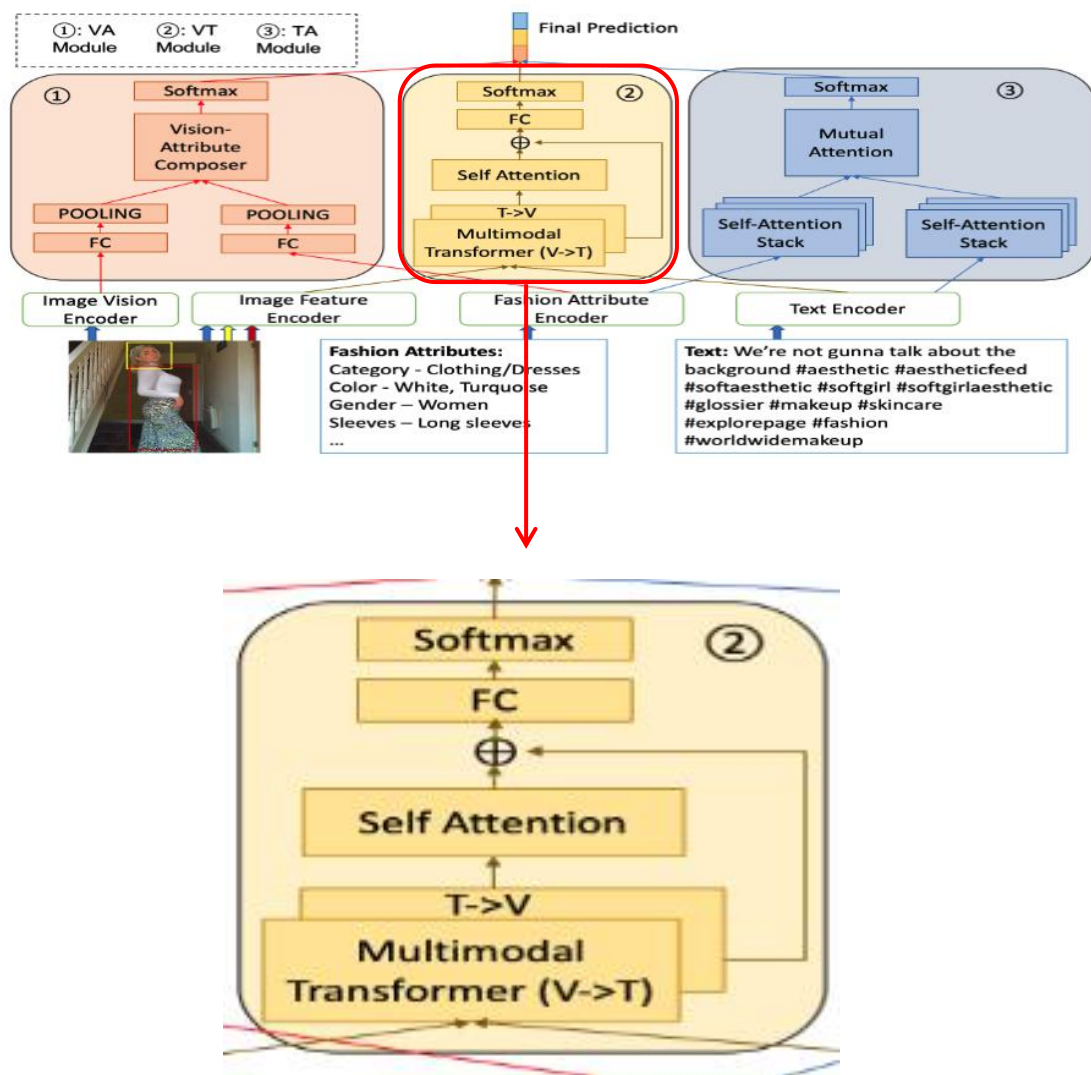 ①: VA Module
②: VT Module
③: TA Module
Final Prediction
①
Softmax
Vision-
Attribute
Composer
POOLING
POOLING
FC
FC
②
Softmax
FC
⊕
Self Attention
T->V
Multimodal
Transformer (V->T)
③
Softmax
Mutual
Attention
Self-Attention
Stack
Self-Attention
Stack
Image Vision
Encoder
Image Feature
Encoder
Fashion Attribute
Encoder
Text Encoder
Fashion Attributes:
Category - Clothing/Dresses
Color - White, Turquoise
Gender – Women
Sleeves – Long sleeves
...
Text: We’re not gunna talk about the
background #aesthetic #aestheticfeed
#softaesthetic #softgirl #softgirlaesthetic
#glossier #makeup #skincare
#explorepage #fashion
#worldwidemakeup
②
Softmax
FC
⊕
Self Attention
T->V
Multimodal
Transformer (V->T)